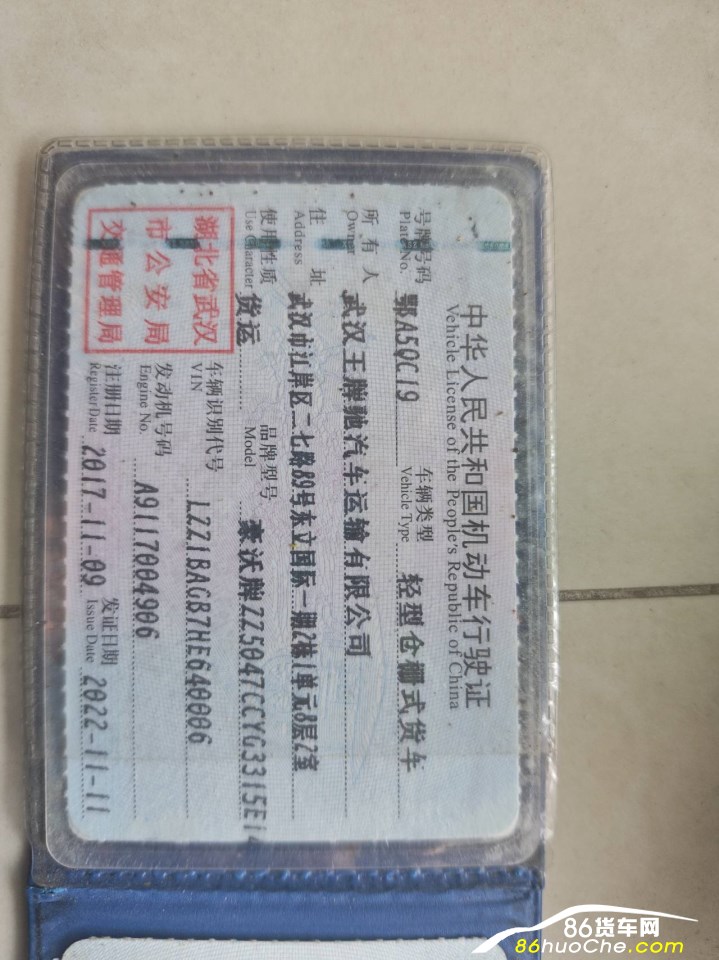 中华人民共和国机动车行驶证
Vehicle License of the People's Republic of China
号牌号码 鄂A5QC19 车辆类型 轻型仓栅式货车
Plate No. Vehicle Type
所有人 武汉王牌驰汽车运输有限公司
Owner
住址 武汉市江岸区二七路89号东立国际一期2栋1单元8层2室
Address
使用性质 货运 品牌型号 豪沃牌ZZ5047CCYG3315E1
Use Character Model
湖北省武汉
市公安局
交通管理局
车辆识别代号 LZZ1BAGB7HE640086
VIN
发动机号码 A9117004906
Engine No.
注册日期 2017-11-09 发证日期 2022-11-11
Register Date Issue Date
86货车网
86huoChe.com